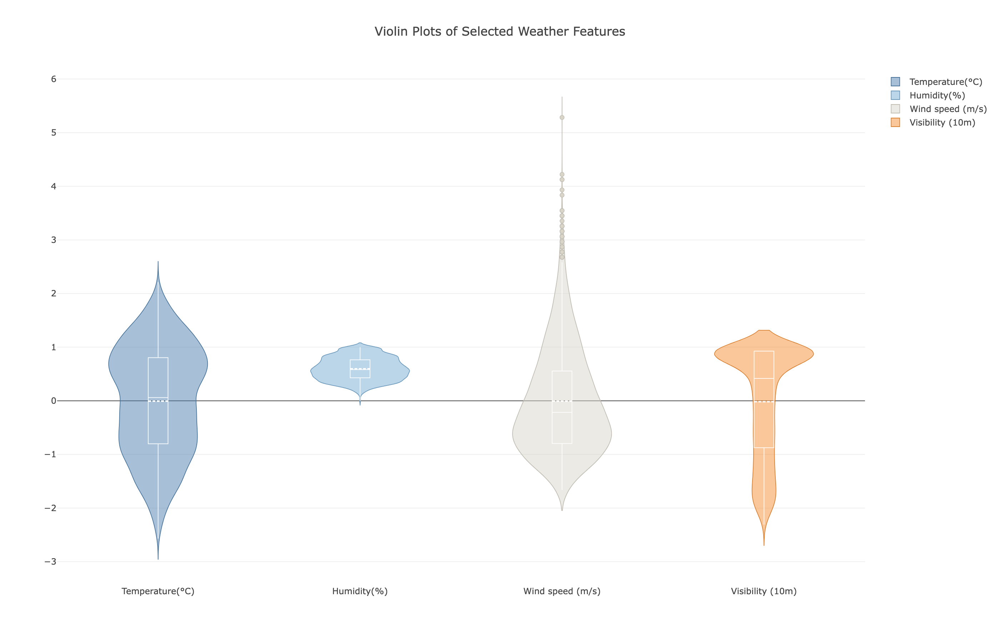 Violin Plots of Selected Weather Features
6
5
4
3
2
1
0
−1
−2
−3
Temperature(°C)
Humidity(%)
Wind speed (m/s)
Visibility (10m)
Temperature(°C)
Humidity(%)
Wind speed (m/s)
Visibility (10m)